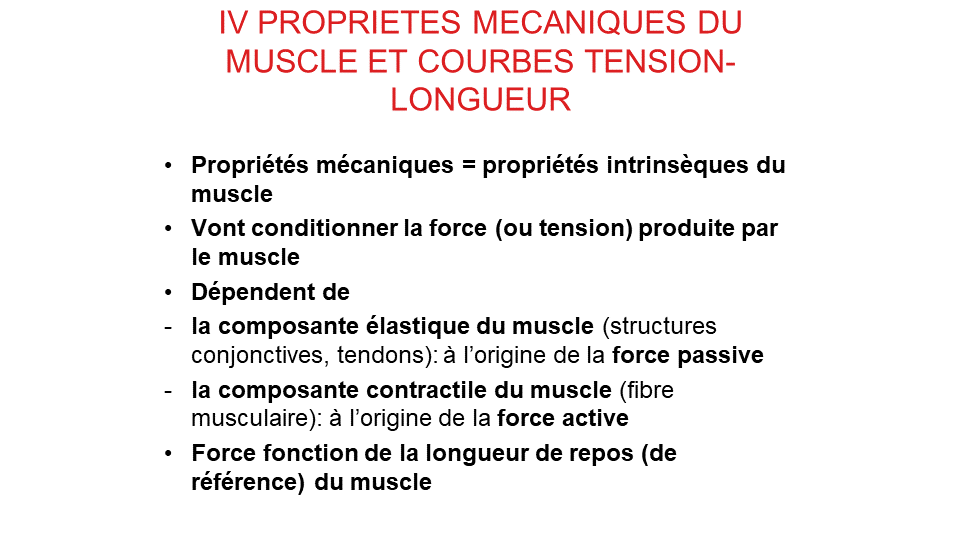 IV PROPRIETES MECANIQUES DU
MUSCLE ET COURBES TENSION-
LONGUEUR
• Propriétés mécaniques = propriétés intrinsèques du
muscle
• Vont conditionner la force (ou tension) produite par
le muscle
• Dépendent de
- la composante élastique du muscle (structures
conjonctives, tendons): à l’origine de la force passive
- la composante contractile du muscle (fibre
musculaire): à l’origine de la force active
• Force fonction de la longueur de repos (de
référence) du muscle